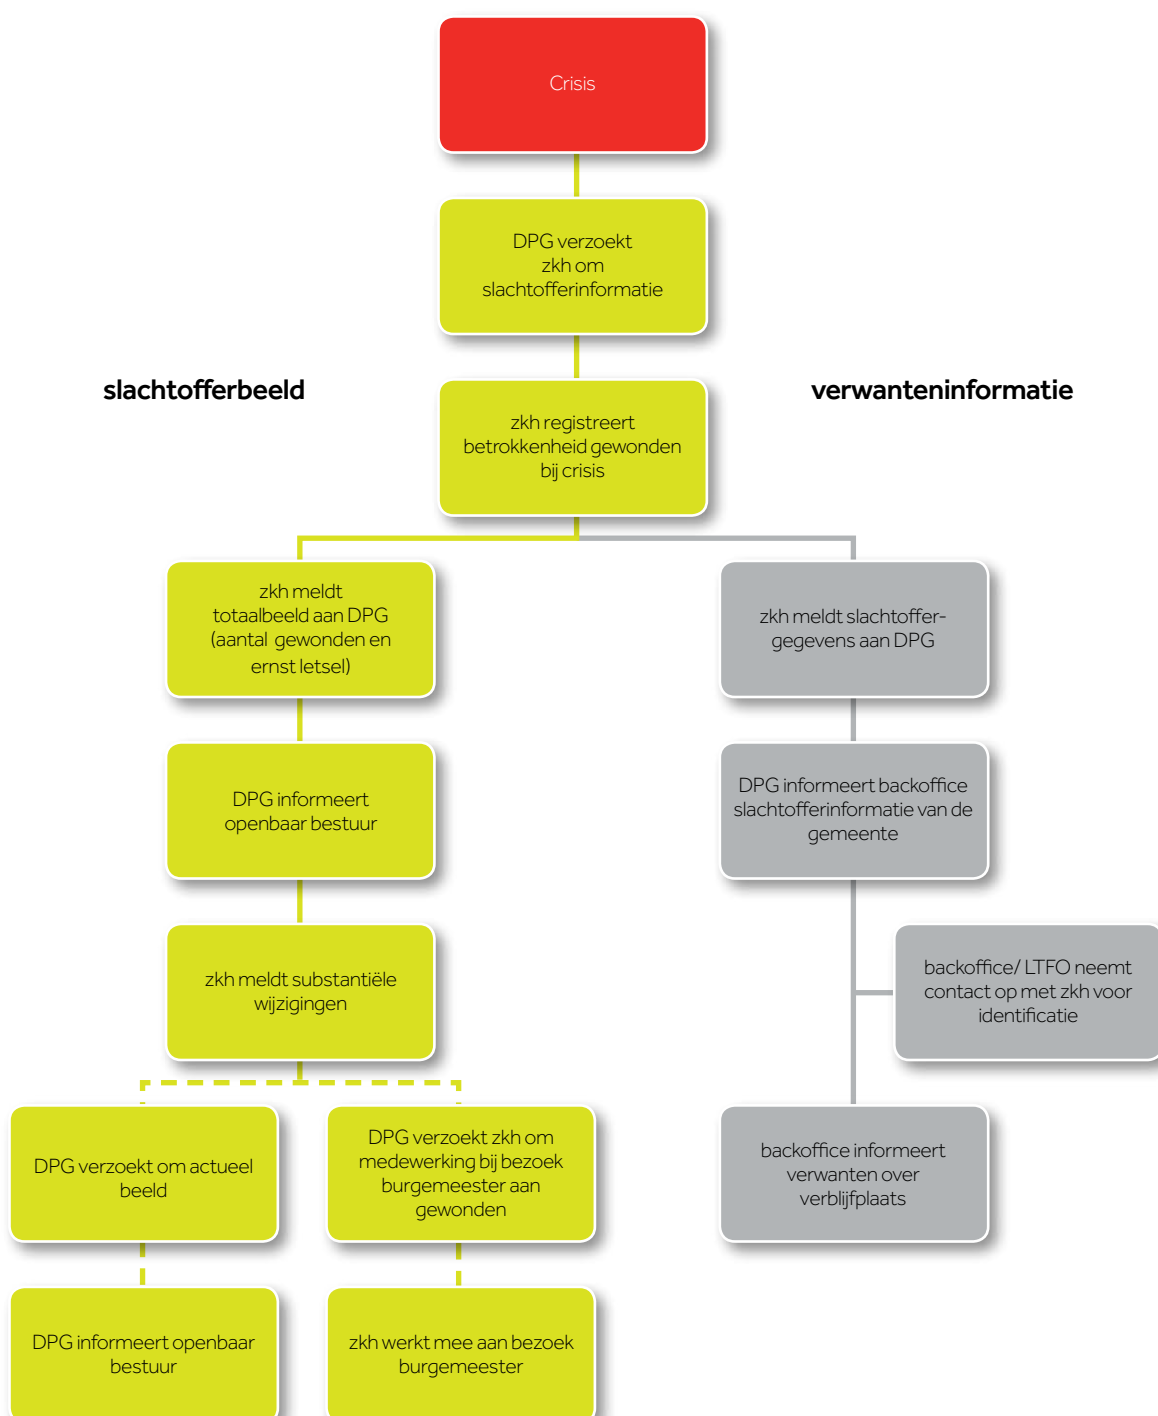 Crisis
DPG verzoekt
zkh om
slachtofferinformatie
slachtofferbeeld
verwanteninformatie
zkh registreert
betrokkenheid gewonden
bij crisis
zkh meldt
totaalbeeld aan DPG
(aantal gewonden en
ernst letsel)
zkh meldt slachtoffer-
gegevens aan DPG
DPG informeert
openbaar bestuur
DPG informeert backoffice
slachtofferinformatie van de
gemeente
zkh meldt substantiële
wijzigingen
backoffice/ LTFO neemt
contact op met zkh voor
identificatie
DPG verzoekt om actueel
beeld
DPG verzoekt zkh om
medewerking bij bezoek
burgemeester aan
gewonden
backoffice informeert
verwanten over
verblijfplaats
DPG informeert openbaar
bestuur
zkh werkt mee aan bezoek
burgemeester